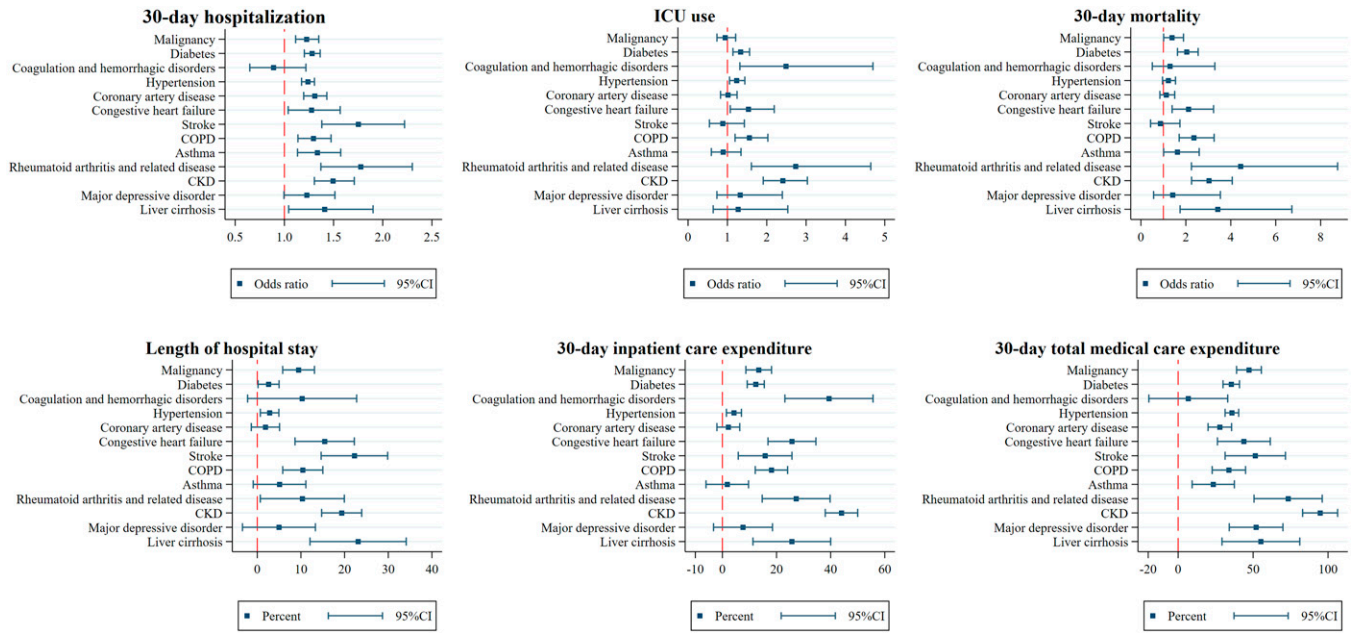 30-day hospitalization
Malignancy
Diabetes
Coagulation and hemorrhagic disorders
Hypertension
Coronary artery disease
Congestive heart failure
Stroke
COPD
Asthma
Rheumatoid arthritis and related disease
CKD
Major depressive disorder
Liver cirrhosis
0.5 1.0 1.5 2.0 2.5
Odds ratio 95%CI
ICU use
Malignancy
Diabetes
Coagulation and hemorrhagic disorders
Hypertension
Coronary artery disease
Congestive heart failure
Stroke
COPD
Asthma
Rheumatoid arthritis and related disease
CKD
Major depressive disorder
Liver cirrhosis
0 1 2 3 4 5
Odds ratio 95%CI
30-day mortality
Malignancy
Diabetes
Coagulation and hemorrhagic disorders
Hypertension
Coronary artery disease
Congestive heart failure
Stroke
COPD
Asthma
Rheumatoid arthritis and related disease
CKD
Major depressive disorder
Liver cirrhosis
0 2 4 6 8
Odds ratio 95%CI
Length of hospital stay
Malignancy
Diabetes
Coagulation and hemorrhagic disorders
Hypertension
Coronary artery disease
Congestive heart failure
Stroke
COPD
Asthma
Rheumatoid arthritis and related disease
CKD
Major depressive disorder
Liver cirrhosis
0 10 20 30 40
Percent 95%CI
30-day inpatient care expenditure
Malignancy
Diabetes
Coagulation and hemorrhagic disorders
Hypertension
Coronary artery disease
Congestive heart failure
Stroke
COPD
Asthma
Rheumatoid arthritis and related disease
CKD
Major depressive disorder
Liver cirrhosis
-10 0 20 40 60
Percent 95%CI
30-day total medical care expenditure
Malignancy
Diabetes
Coagulation and hemorrhagic disorders
Hypertension
Coronary artery disease
Congestive heart failure
Stroke
COPD
Asthma
Rheumatoid arthritis and related disease
CKD
Major depressive disorder
Liver cirrhosis
-20 0 50 100
Percent 95%CI